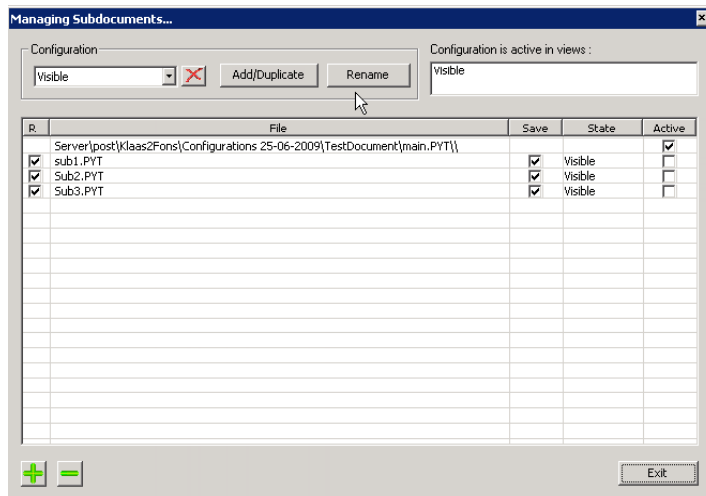 Managing Subdocuments...
Configuration
Visible
Add/Duplicate
Rename
Configuration is active in views :
Visible
R. File Save State Active
Server\post\Klaas2Fons\Configurations 25-06-2009\TestDocument\main.PYT\\
sub1.PYT Visible
Sub2.PYT Visible
Sub3.PYT Visible
Exit